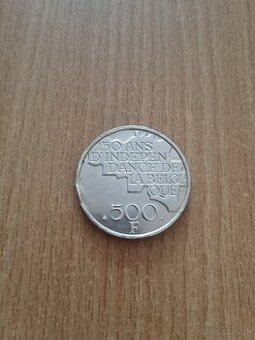 150 ANS
D'INDEPEN
DANCE DE
LA BELGI
QUE
500
F